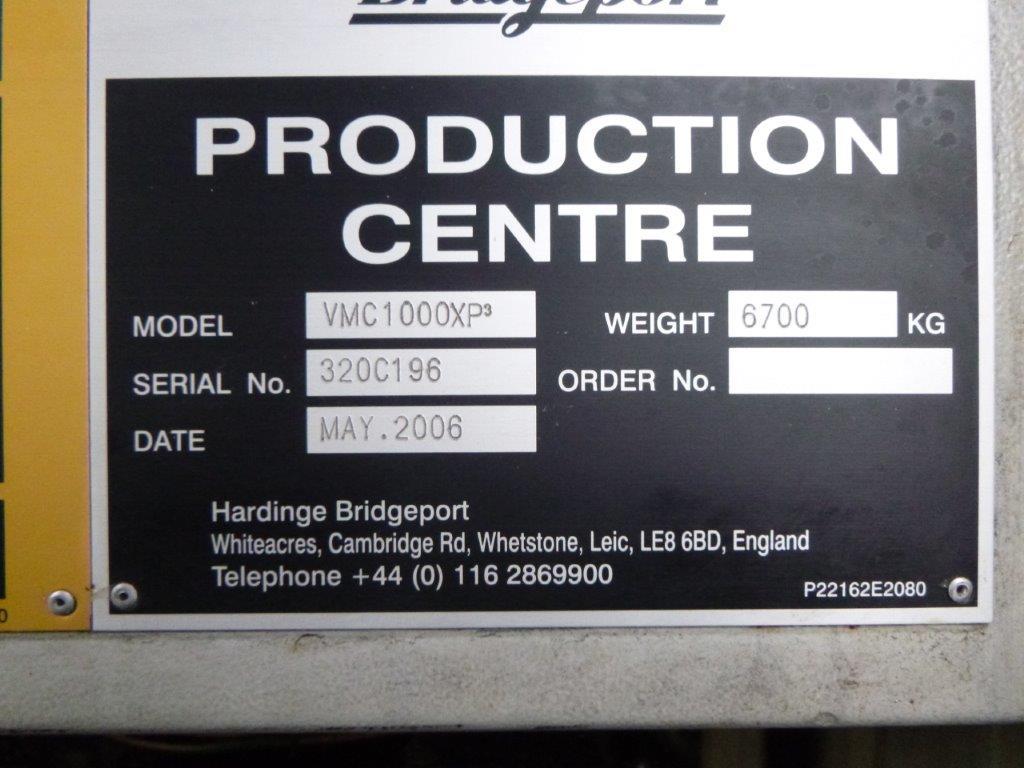 Bridgeport
PRODUCTION
CENTRE
MODEL VMC1000XP³ WEIGHT 6700 KG
SERIAL No. 320C196 ORDER No.
DATE MAY.2006
Hardinge Bridgeport
Whiteacres, Cambridge Rd, Whetstone, Leic, LE8 6BD, England
Telephone +44 (0) 116 2869900
P22162E2080